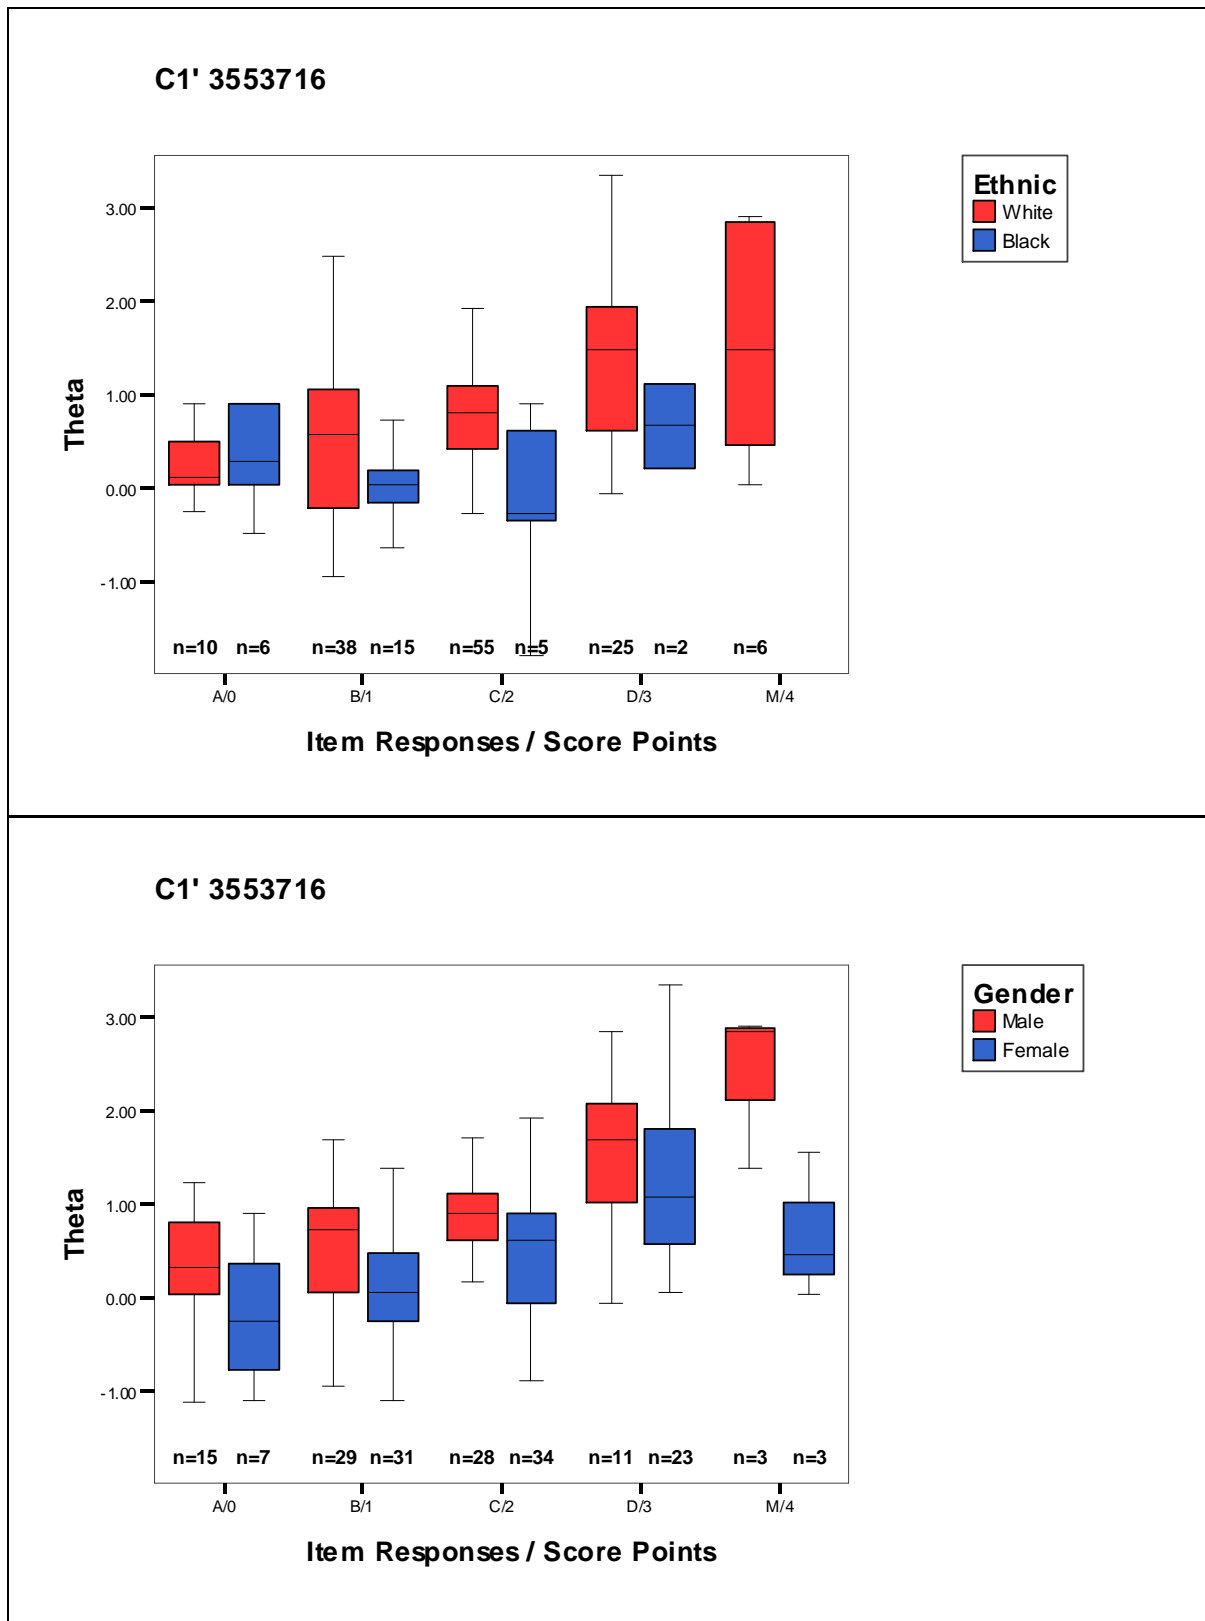 C1' 3553716
Ethnic
White
Black
Theta
3.00
2.00
1.00
0.00
-1.00
n=10 n=6 n=38 n=15 n=55 n=5 n=25 n=2 n=6
A/0 B/1 C/2 D/3 M/4
Item Responses / Score Points
C1' 3553716
Gender
Male
Female
Theta
3.00
2.00
1.00
0.00
-1.00
n=15 n=7 n=29 n=31 n=28 n=34 n=11 n=23 n=3 n=3
A/0 B/1 C/2 D/3 M/4
Item Responses / Score Points